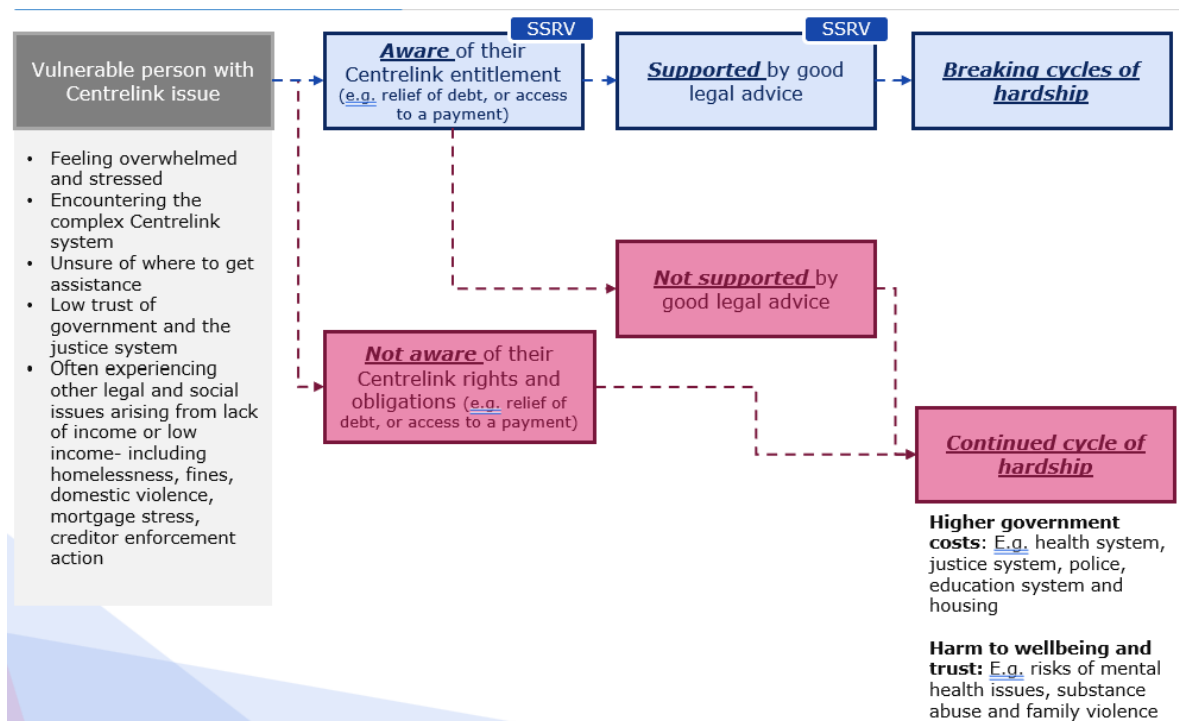 SSRV
SSRV
Vulnerable person with
Centrelink issue
Aware of their
Centrelink entitlement
(e.g. relief of debt, or access
to a payment)
Supported by good
legal advice
Breaking cycles of
hardship
• Feeling overwhelmed
and stressed
• Encountering the
complex Centrelink
system
• Unsure of where to get
assistance
• Low trust of
government and the
justice system
• Often experiencing
other legal and social
issues arising from lack
of income or low
income- including
homelessness, fines,
domestic violence,
mortgage stress,
creditor enforcement
action
Not supported by
good legal advice
Not aware of their
Centrelink rights and
obligations (e.g. relief of
debt, or access to a payment)
Continued cycle of
hardship
Higher government
costs: E.g. health system,
justice system, police,
education system and
housing
Harm to wellbeing and
trust: E.g. risks of mental
health issues, substance
abuse and family violence